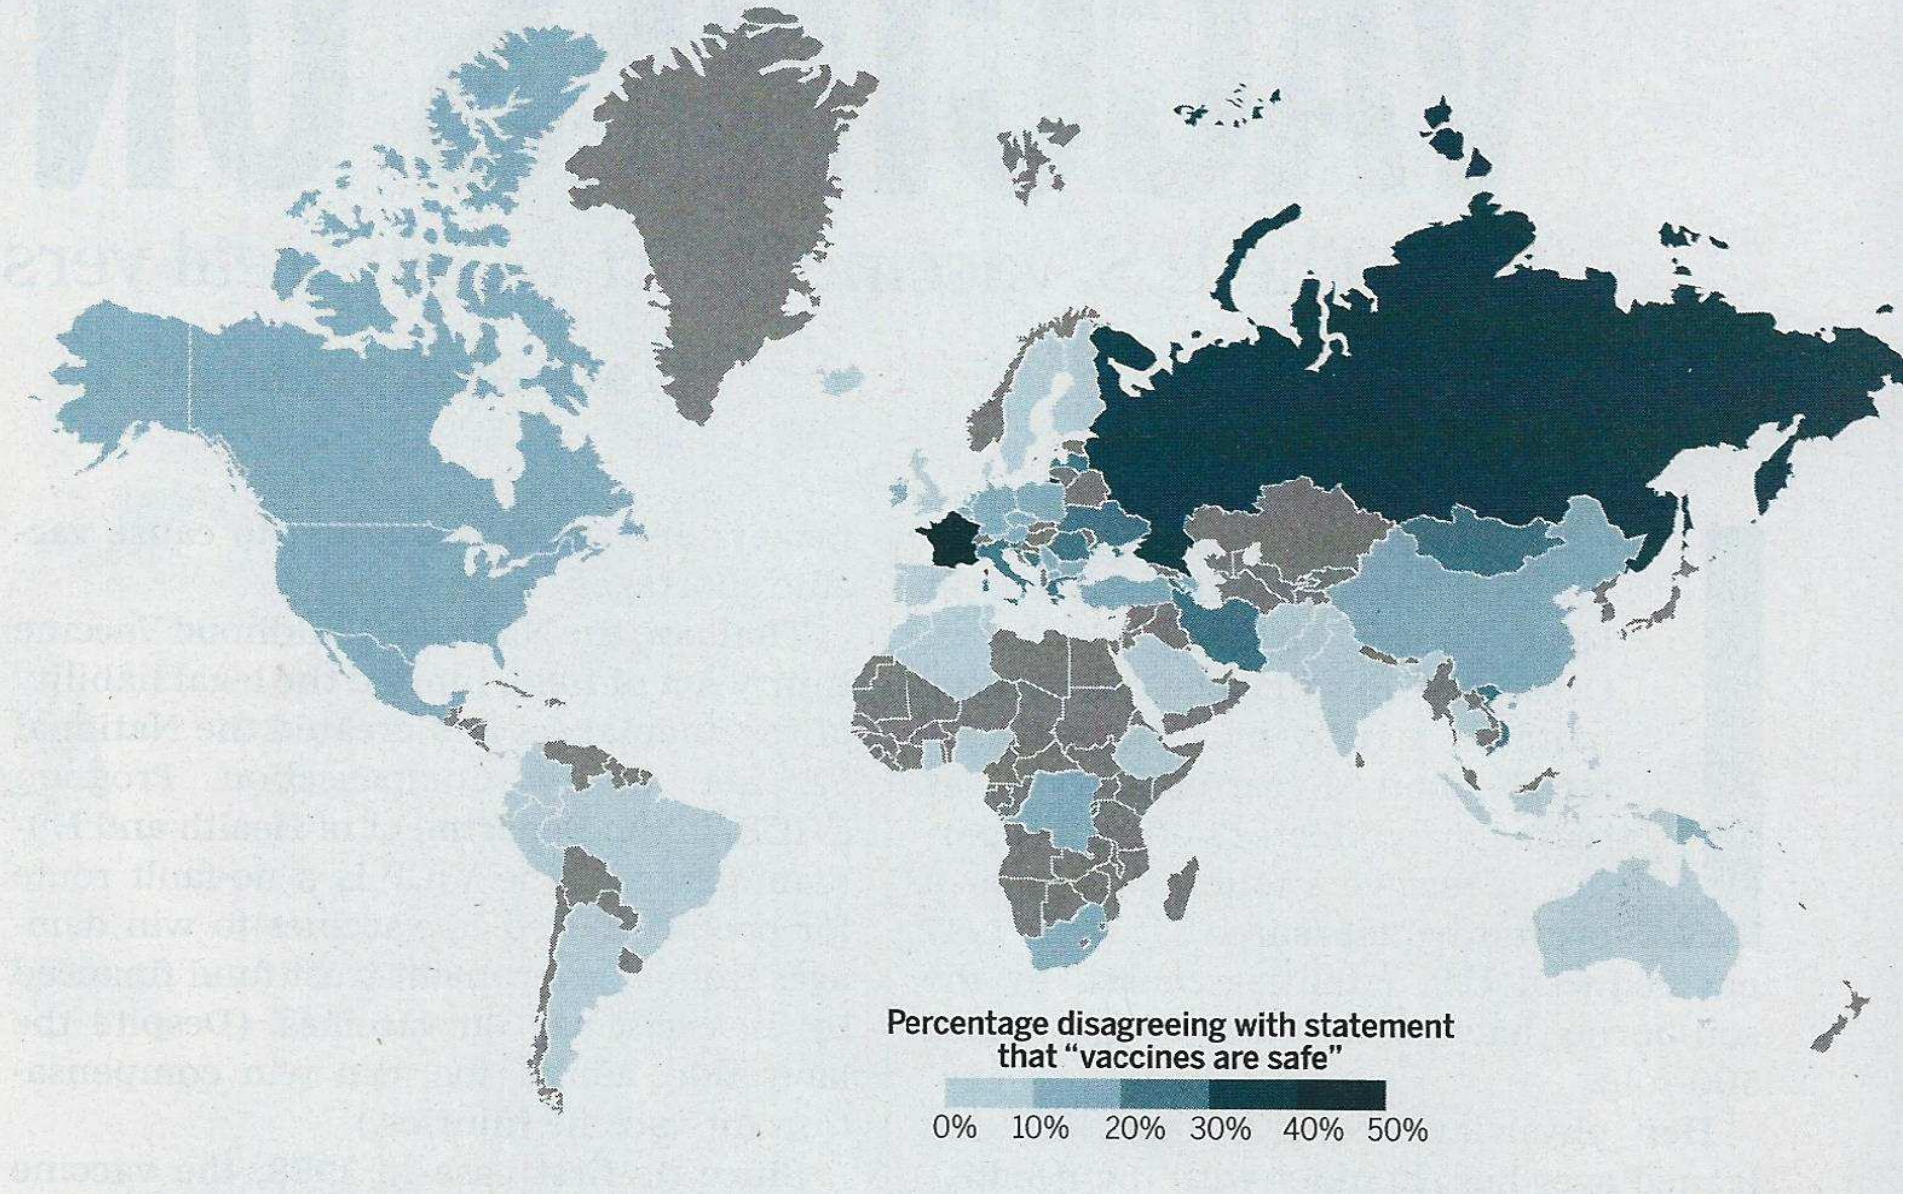 Percentage disagreeing with statement
that “vaccines are safe”
0% 10% 20% 30% 40% 50%